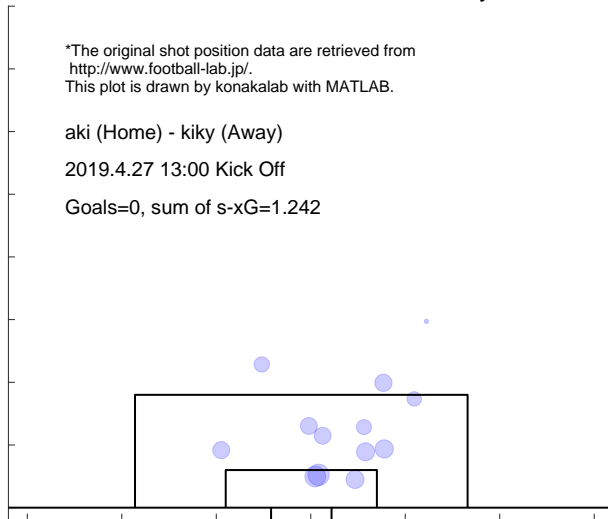 *The original shot position data are retrieved from
http://www.football-lab.jp/.
This plot is drawn by konakalab with MATLAB.
aki (Home) - kiky (Away)
2019.4.27 13:00 Kick Off
Goals=0, sum of s-xG=1.242